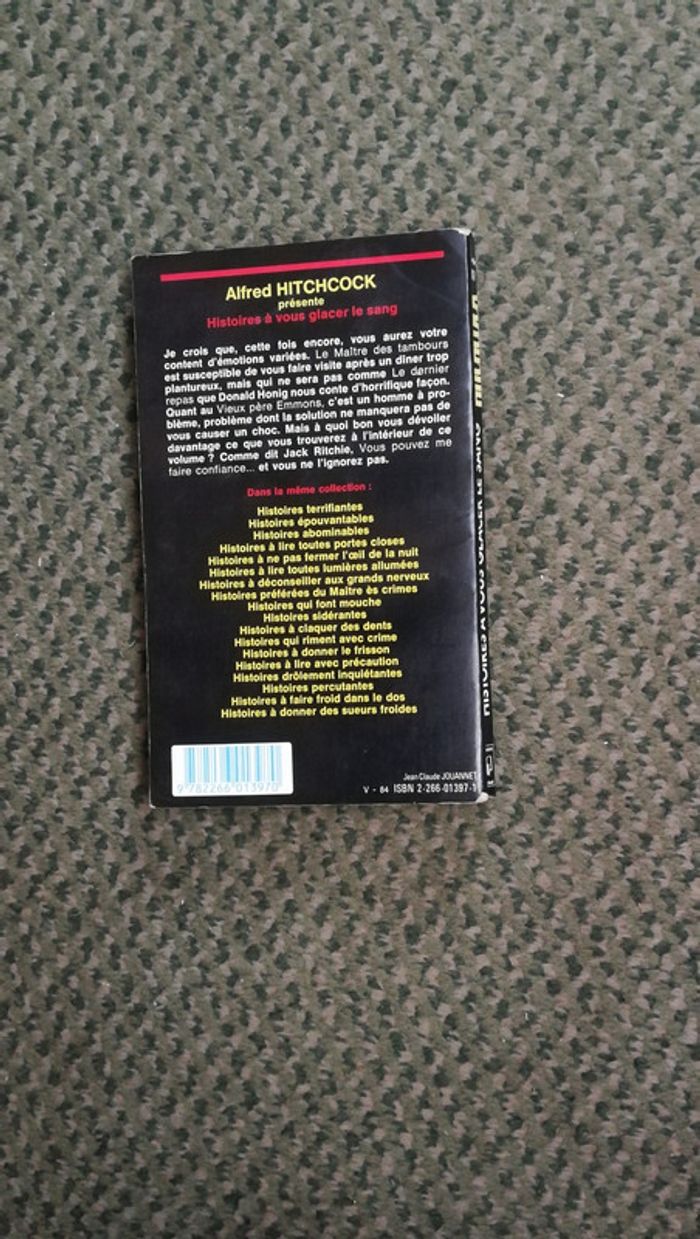 Alfred HITCHCOCK
présente
Histoires à vous glacer le sang
Je crois que, cette fois encore, vous aurez votre
content d'émotions variées. Le Maître des tambours
est susceptible de vous faire visite après un dîner trop
plantureux, mais qui ne sera pas comme Le dernier
repas que Donald Honig nous conte d'horrifique façon.
Quant au Vieux père Emmons, c'est un homme à pro-
blème, problème dont la solution ne manquera pas de
vous causer un choc. Mais à quoi bon vous dévoiler
davantage ce que vous trouverez à l'intérieur de ce
volume ? Comme dit Jack Ritchie, Vous pouvez me
faire confiance... et vous ne l'ignorez pas.
Dans la même collection :
Histoires terrifiantes
Histoires épouvantables
Histoires abominables
Histoires à lire toutes portes closes
Histoires à ne pas fermer l'œil de la nuit
Histoires à lire toutes lumières allumées
Histoires à déconseiller aux grands nerveux
Histoires préférées du Maître ès crimes
Histoires qui font mouche
Histoires sidérantes
Histoires à claquer des dents
Histoires qui riment avec crime
Histoires à donner le frisson
Histoires à lire avec précaution
Histoires drôlement inquiétantes
Histoires percutantes
Histoires à faire froid dans le dos
Histoires à donner des sueurs froides
9 782266 013970
Jean Claude JOUANNET
V - 84 ISBN 2-266-01397-1
HISTOIRES A VOUS GLACER LE SANG